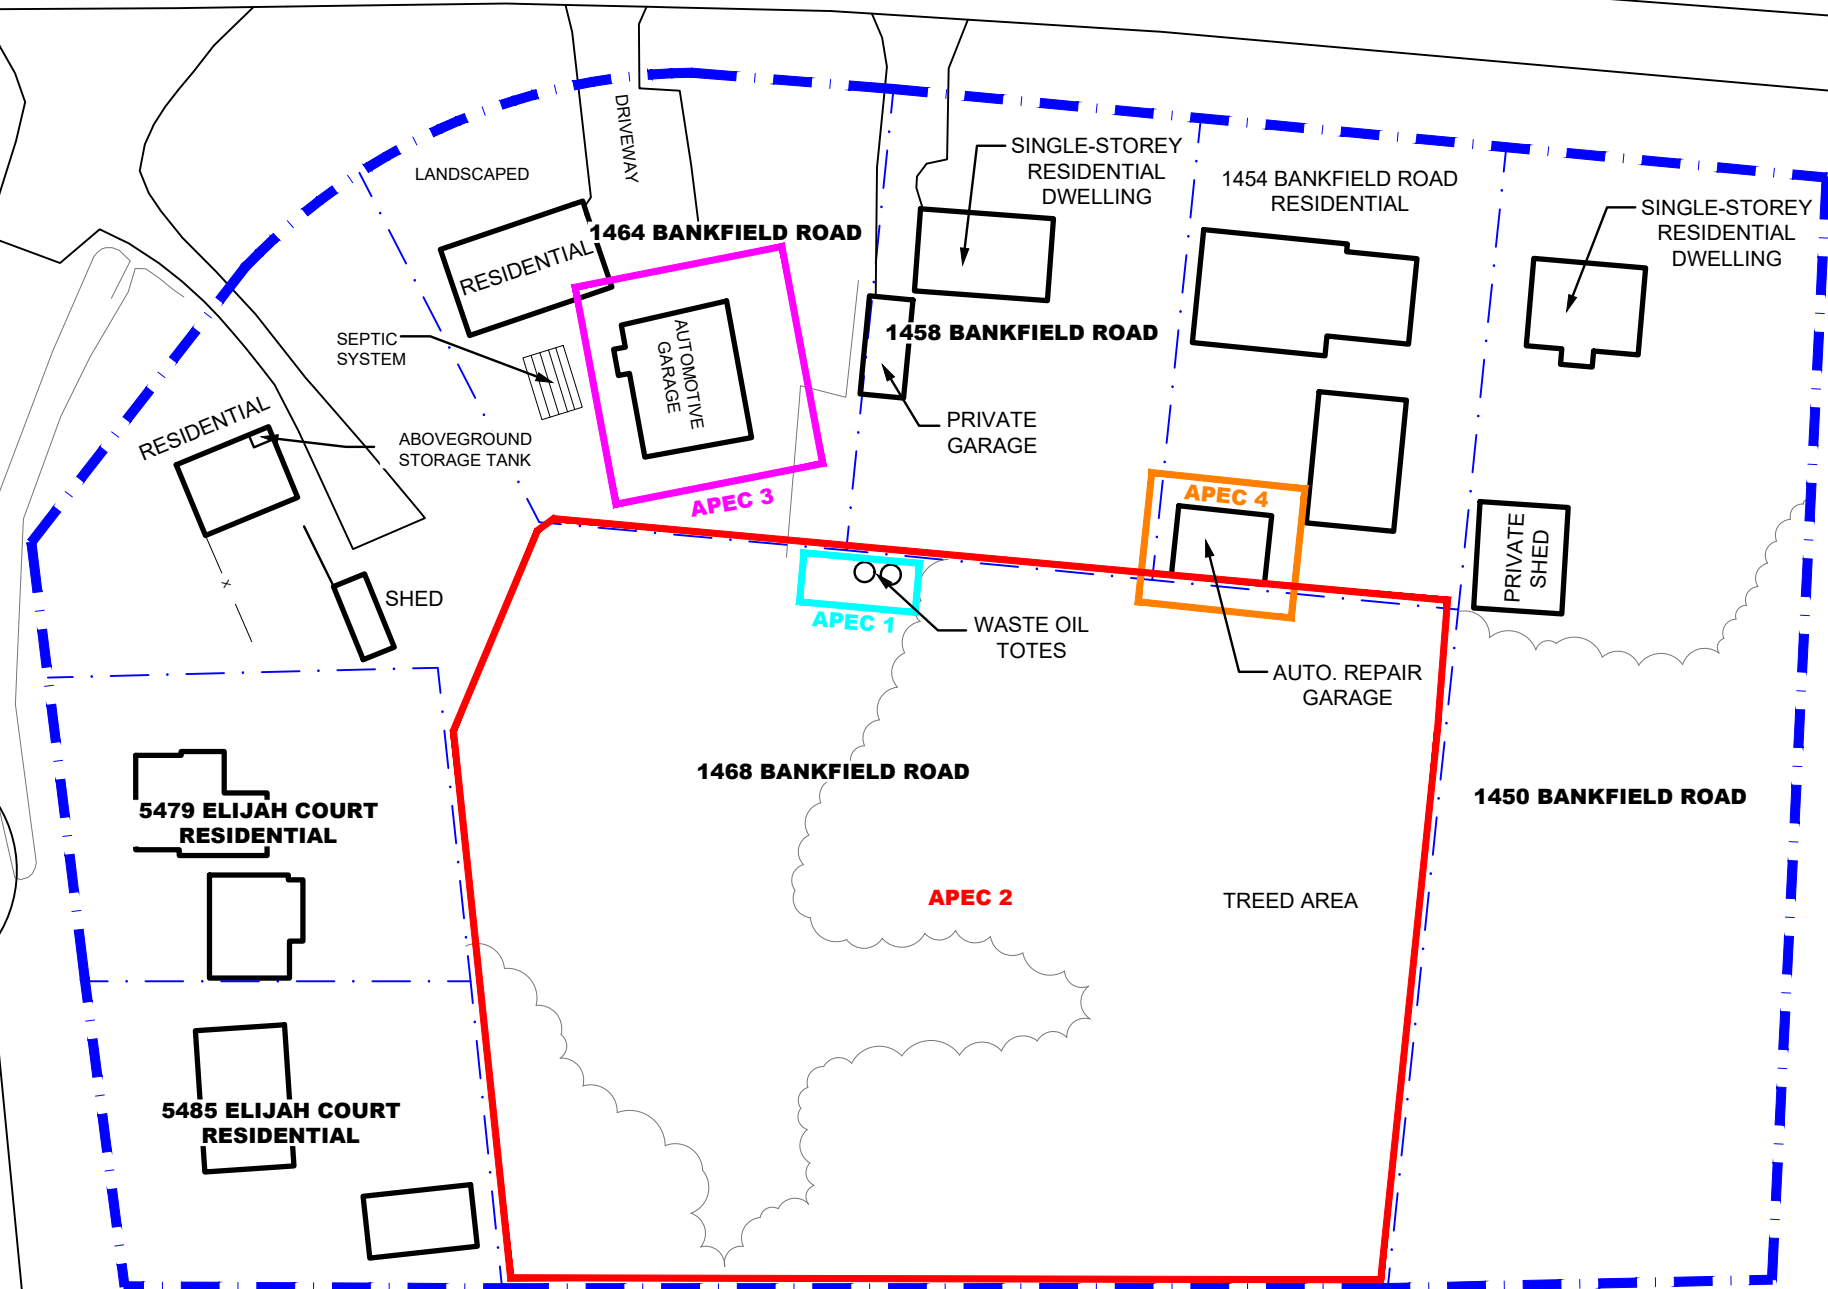 DRIVEWAY
LANDSCAPED
SINGLE-STOREY
RESIDENTIAL
DWELLING
1454 BANKFIELD ROAD
RESIDENTIAL
SINGLE-STOREY
RESIDENTIAL
DWELLING
1464 BANKFIELD ROAD
RESIDENTIAL
SEPTIC
SYSTEM
AUTOMOTIVE
GARAGE
1458 BANKFIELD ROAD
PRIVATE
GARAGE
RESIDENTIAL
ABOVEGROUND
STORAGE TANK
APEC 3
APEC 4
PRIVATE
SHED
x
SHED
APEC 1
WASTE OIL
TOTES
AUTO. REPAIR
GARAGE
1468 BANKFIELD ROAD
1450 BANKFIELD ROAD
5479 ELIJAH COURT
RESIDENTIAL
APEC 2
TREED AREA
5485 ELIJAH COURT
RESIDENTIAL